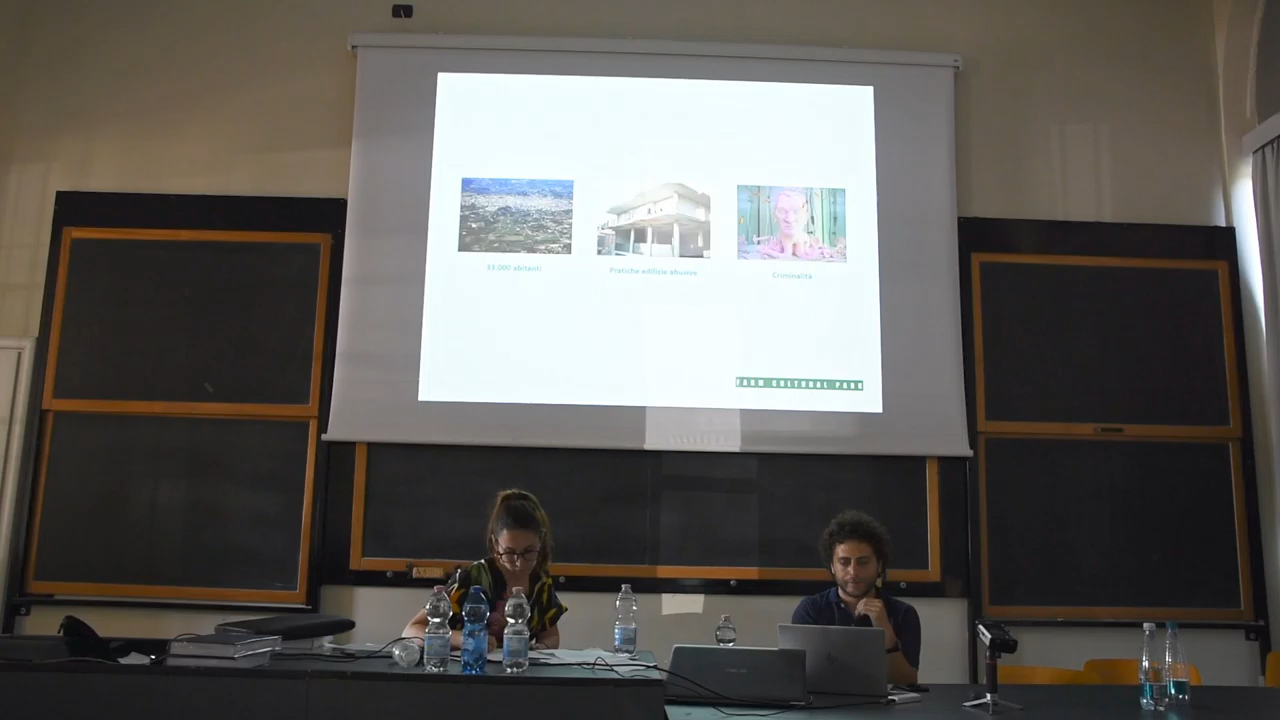 33.000 abitanti
Pratiche edilizie abusive
Criminalità
FARM CULTURAL PARK